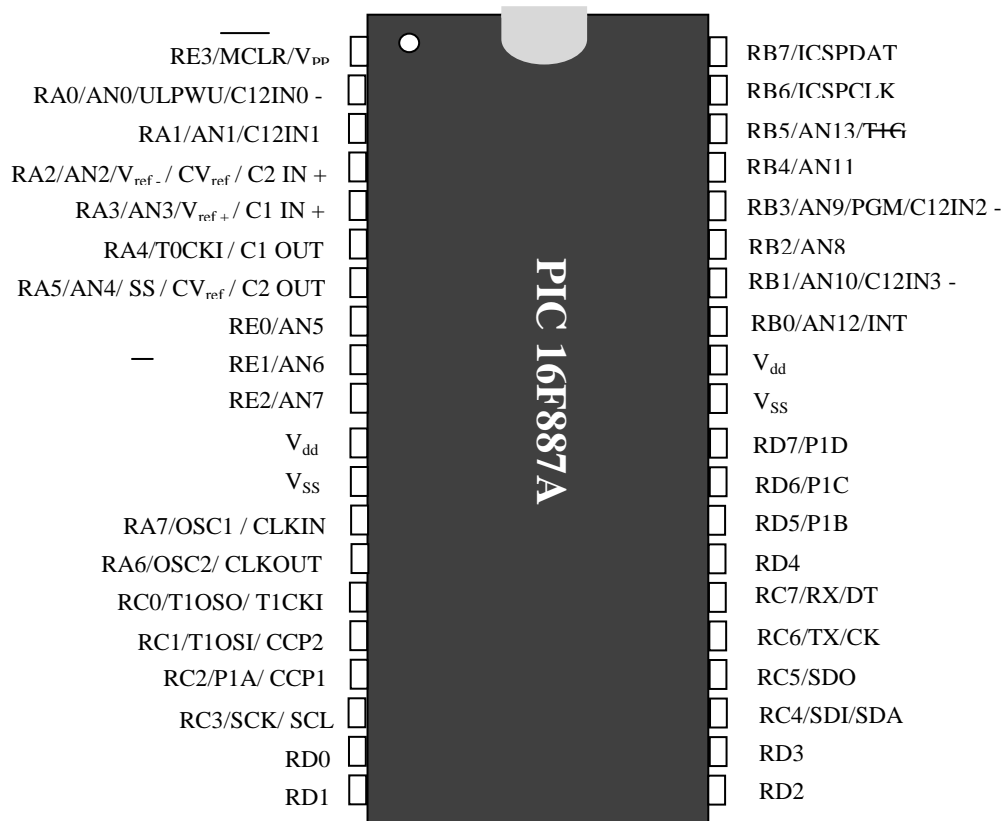 RE3/MCLR/VPP
RA0/AN0/ULPWU/C12IN0 -
RA1/AN1/C12IN1
RA2/AN2/Vref - / CVref / C2 IN +
RA3/AN3/Vref + / C1 IN +
RA4/T0CKI / C1 OUT
RA5/AN4/ SS / CVref / C2 OUT
RE0/AN5
RE1/AN6
RE2/AN7
Vdd
VSS
RA7/OSC1 / CLKIN
RA6/OSC2/ CLKOUT
RC0/T1OSO/ T1CKI
RC1/T1OSI/ CCP2
RC2/P1A/ CCP1
RC3/SCK/ SCL
RD0
RD1
PIC 16F887A
RB7/ICSPDAT
RB6/ICSPCLK
RB5/AN13/T1G
RB4/AN11
RB3/AN9/PGM/C12IN2 -
RB2/AN8
RB1/AN10/C12IN3 -
RB0/AN12/INT
Vdd
VSS
RD7/P1D
RD6/P1C
RD5/P1B
RD4
RC7/RX/DT
RC6/TX/CK
RC5/SDO
RC4/SDI/SDA
RD3
RD2